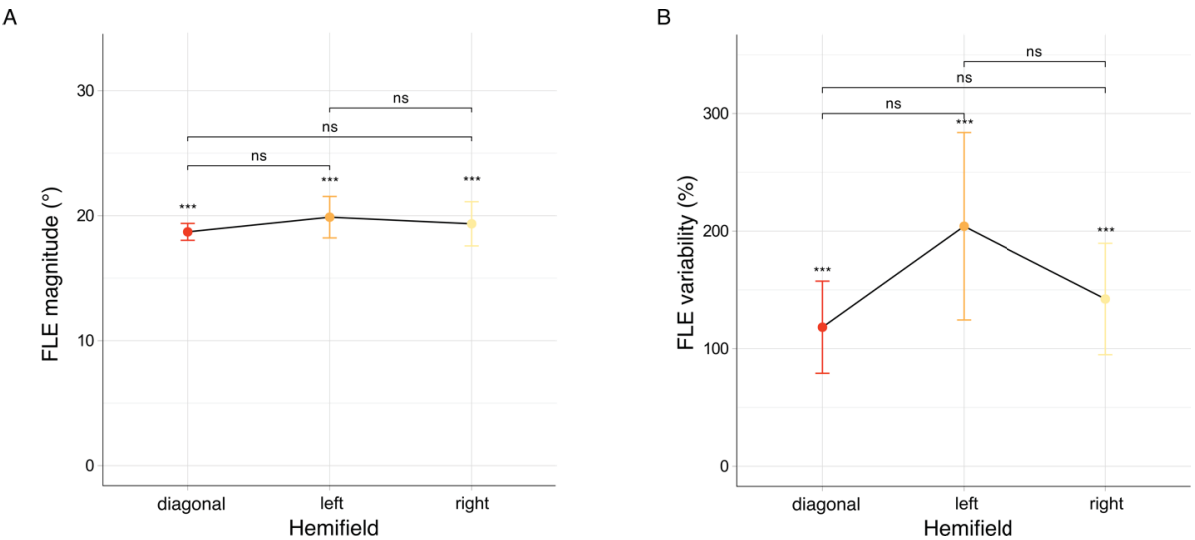 A
FLE magnitude (°)
30
20
10
0
ns
ns
ns
***
***
***
diagonal
left
right
Hemifield
B
FLE variability (%)
300
200
100
0
ns
ns
ns
***
***
***
diagonal
left
right
Hemifield